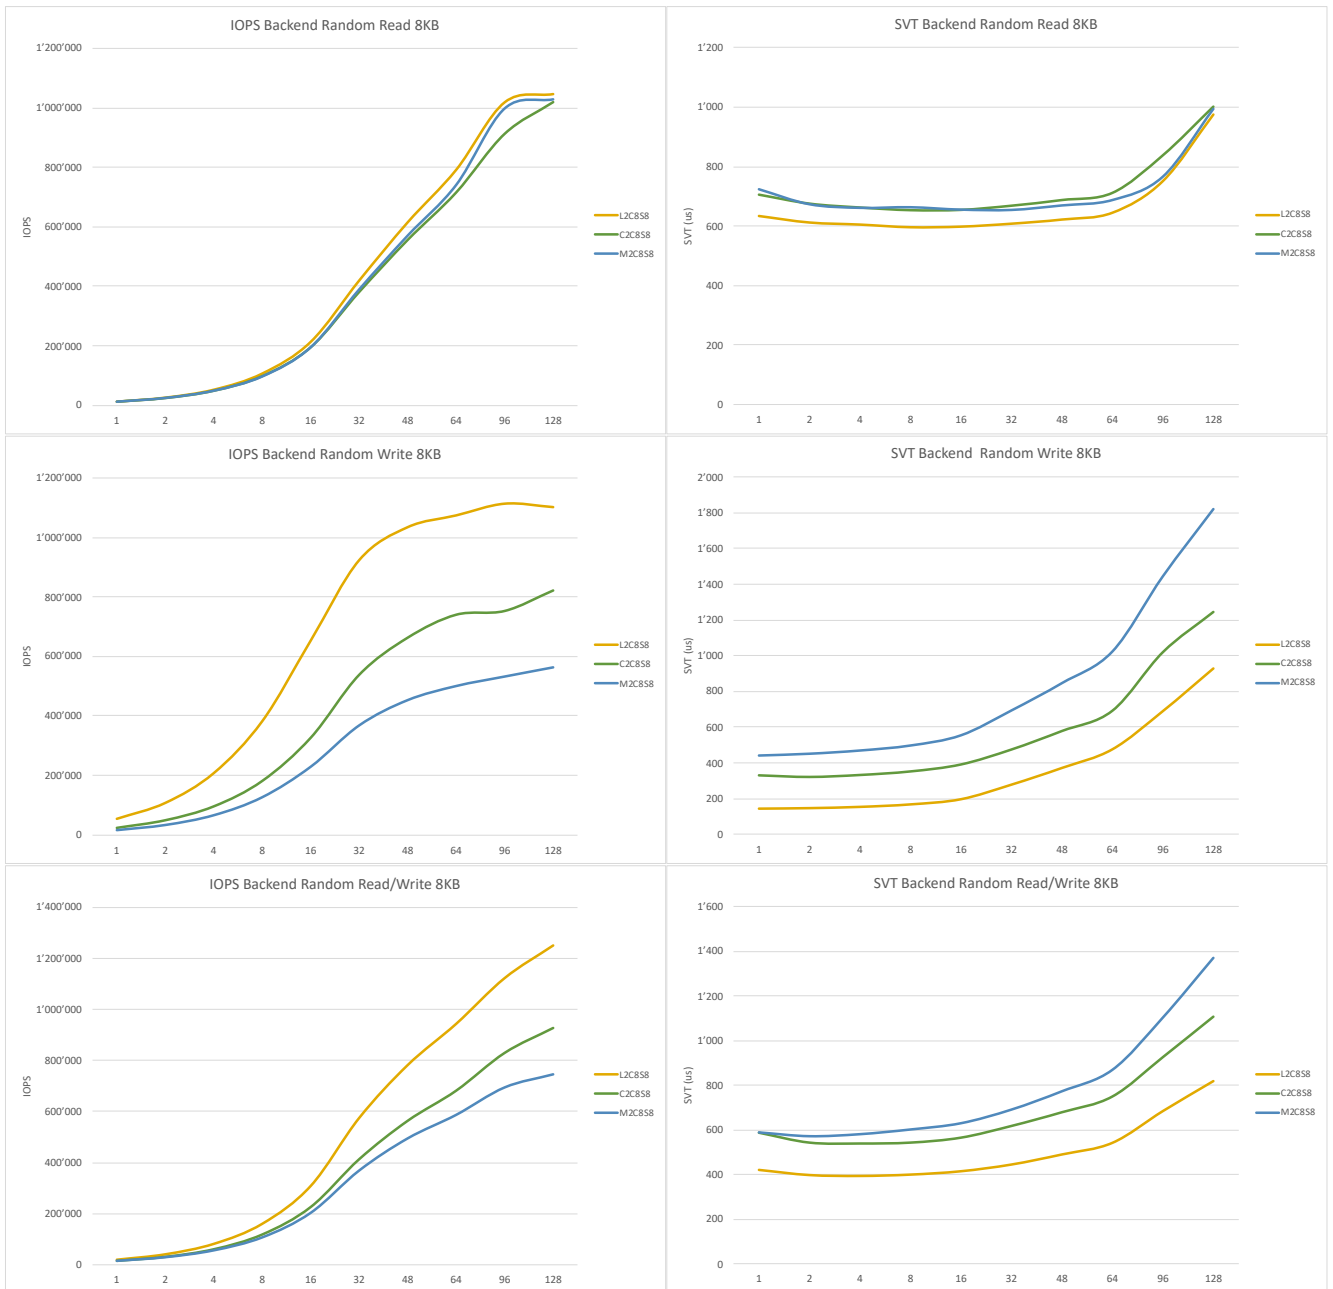 IOPS Backend Random Read 8KB
1'200'000
1'000'000
800'000
600'000
400'000
200'000
0
IOPS
1 2 4 8 16 32 48 64 96 128
L2C8S8
C2C8S8
M2C8S8
SVT Backend Random Read 8KB
1'200
1'000
800
600
400
200
0
SVT (us)
1 2 4 8 16 32 48 64 96 128
L2C8S8
C2C8S8
M2C8S8
IOPS Backend Random Write 8KB
1'200'000
1'000'000
800'000
600'000
400'000
200'000
0
IOPS
1 2 4 8 16 32 48 64 96 128
L2C8S8
C2C8S8
M2C8S8
SVT Backend  Random Write 8KB
2'000
1'800
1'600
1'400
1'200
1'000
800
600
400
200
0
SVT (us)
1 2 4 8 16 32 48 64 96 128
L2C8S8
C2C8S8
M2C8S8
IOPS Backend Random Read/Write 8KB
1'400'000
1'200'000
1'000'000
800'000
600'000
400'000
200'000
0
IOPS
1 2 4 8 16 32 48 64 96 128
L2C8S8
C2C8S8
M2C8S8
SVT Backend Random Read/Write 8KB
1'600
1'400
1'200
1'000
800
600
400
200
0
SVT (us)
1 2 4 8 16 32 48 64 96 128
L2C8S8
C2C8S8
M2C8S8